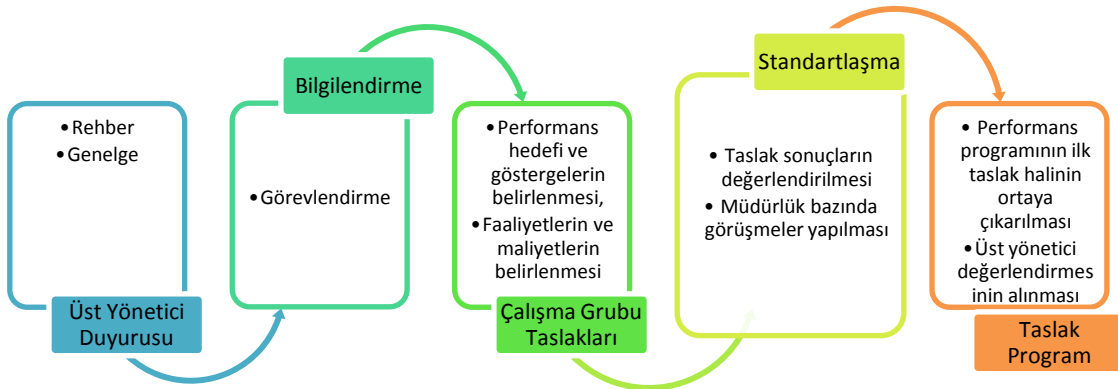 •Rehber
•Genelge
Üst Yönetici
Duyurusu
Bilgilendirme
•Görevlendirme
•Performans
hedefi ve
göstergelerin
belirlenmesi,
•Faaliyetlerin ve
maliyetlerin
belirlenmesi
Çalışma Grubu
Taslakları
Standartlaşma
• Taslak sonuçların
değerlendirilmesi
• Müdürlük bazında
görüşmeler yapılması
• Performans
programının ilk
taslak halinin
ortaya
çıkarılması
• Üst yönetici
değerlendirmes
inin alınması
Taslak
Program